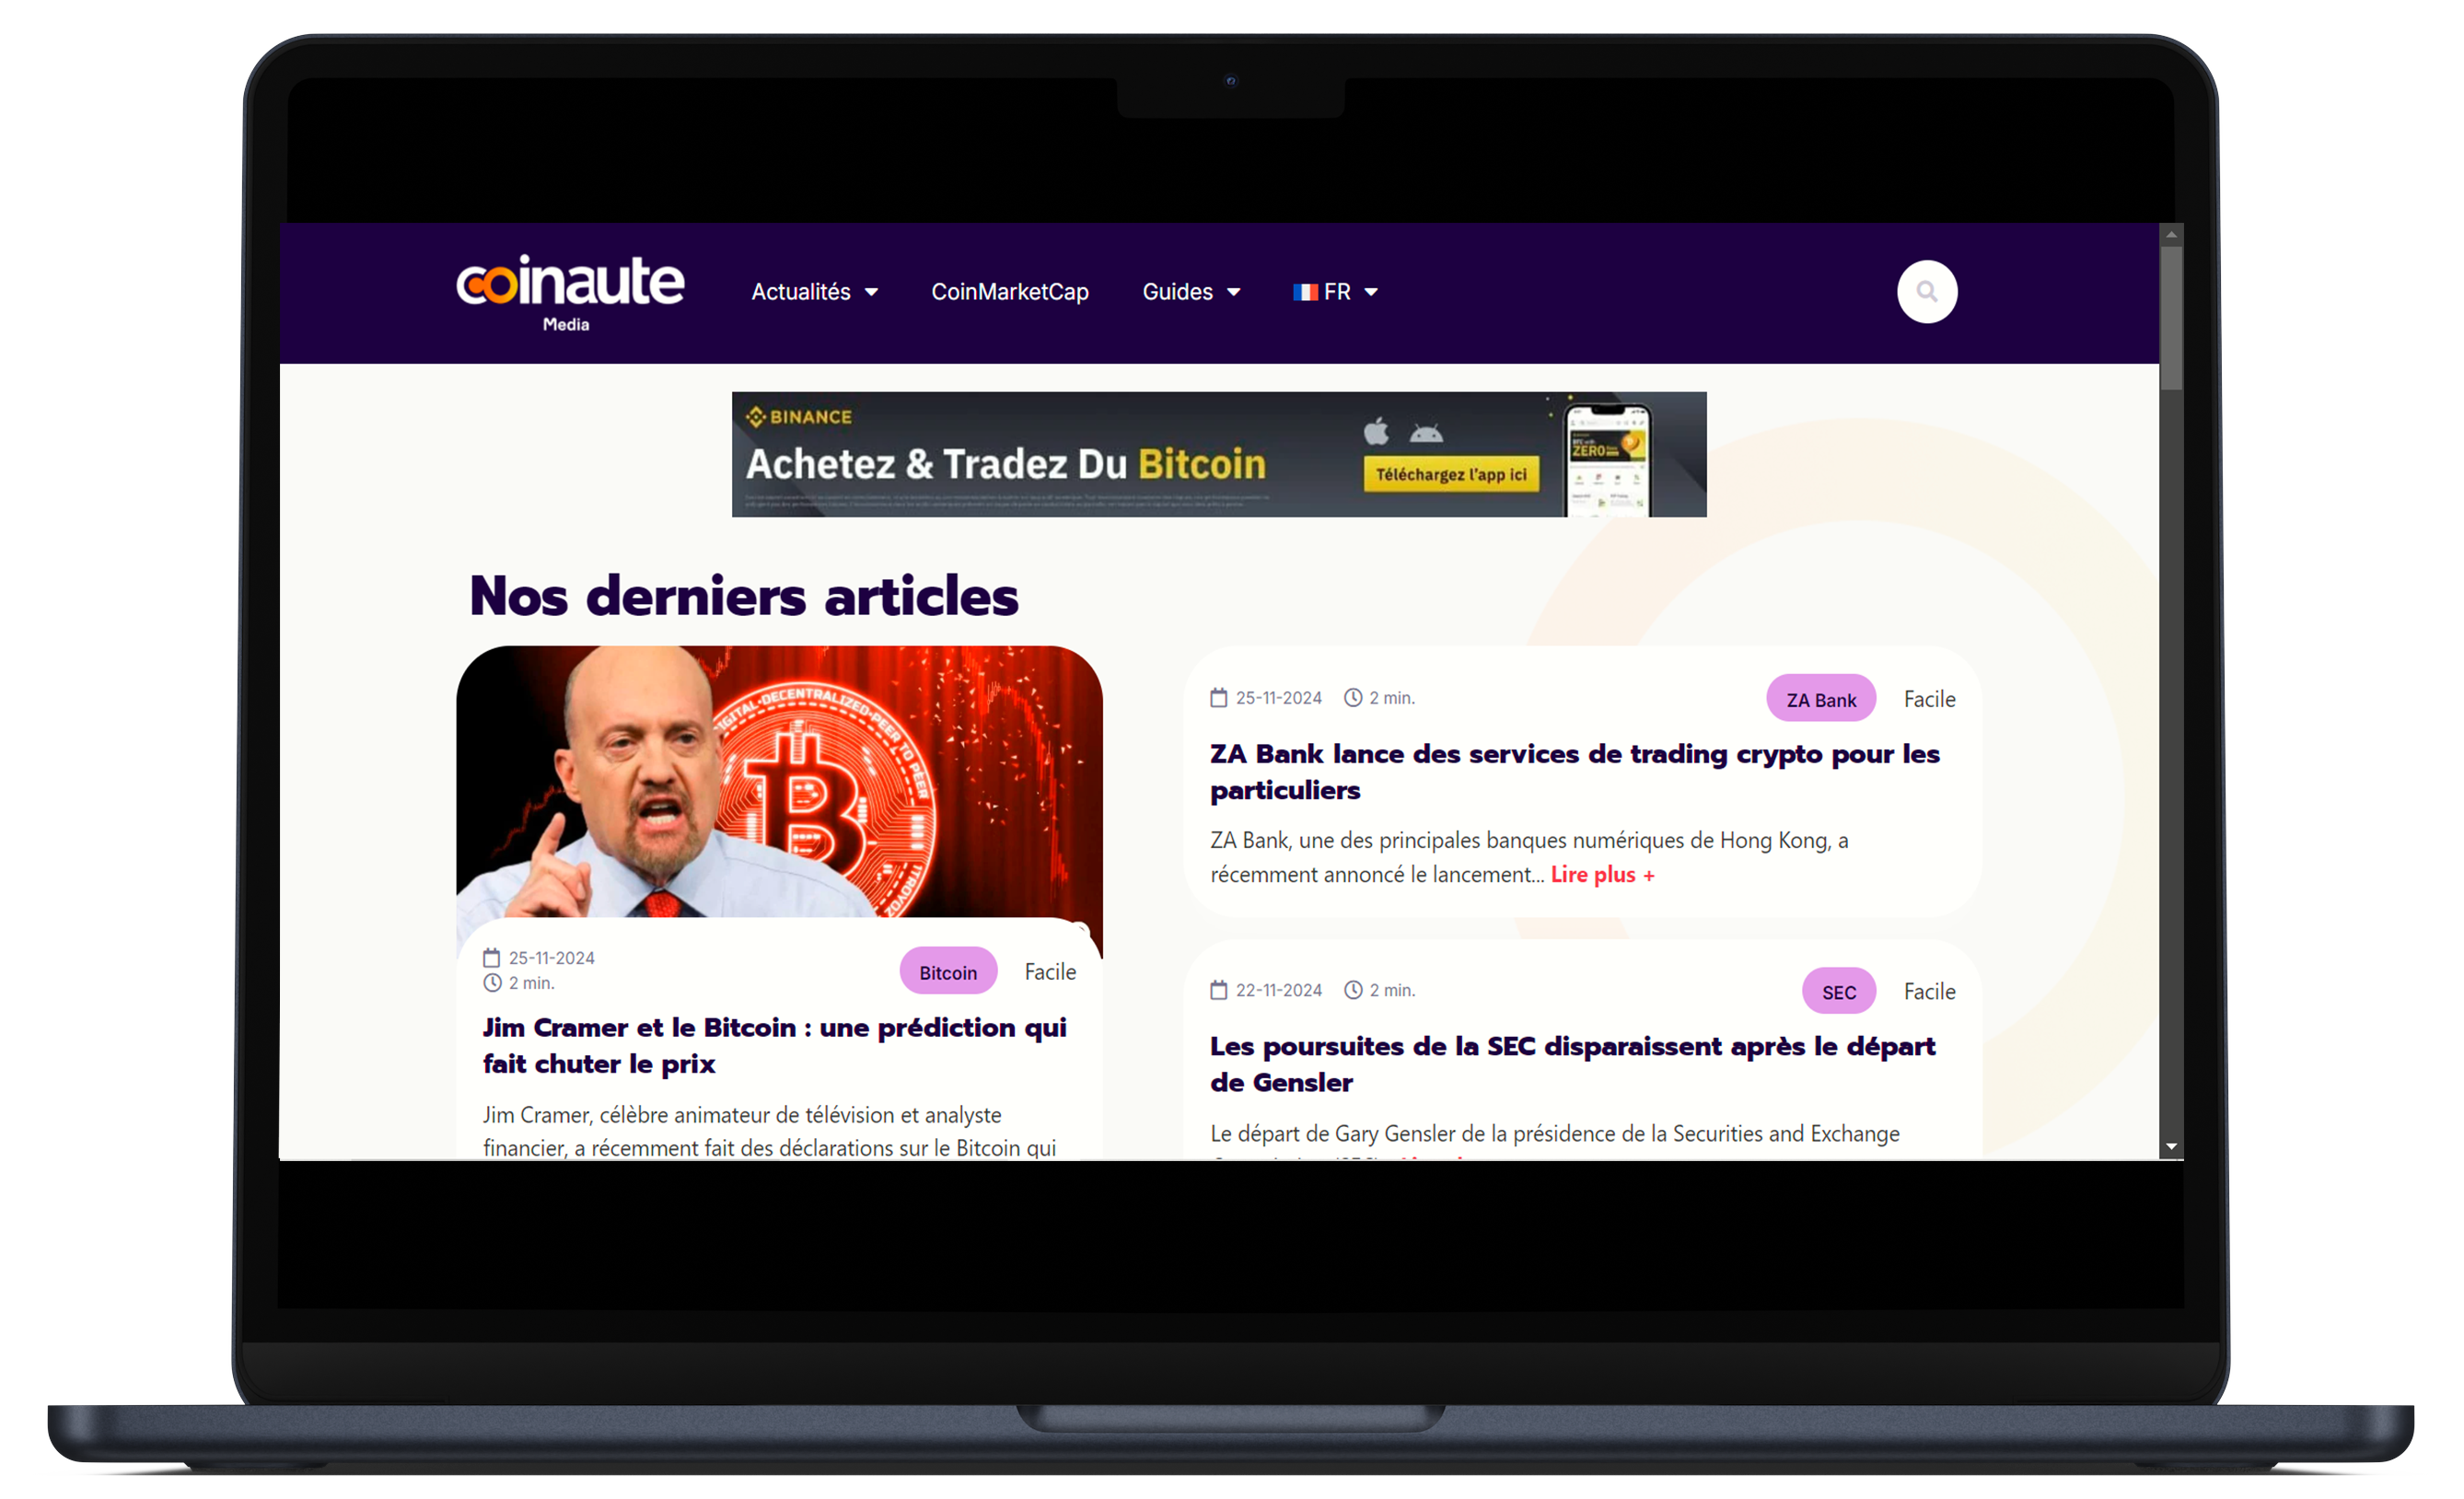 coinaute
Media
Actualités
CoinMarketCap
Guides
FR
BINANCE
Achetez & Tradez Du Bitcoin
Téléchargez l'app ici
ZERO
Nos derniers articles
DIGITAL·DECENTRALIZED·PEER TO PEER
25-11-2024
2 min.
Bitcoin
Facile
Jim Cramer et le Bitcoin : une prédiction qui
fait chuter le prix
Jim Cramer, célèbre animateur de télévision et analyste
financier, a récemment fait des déclarations sur le Bitcoin qui
25-11-2024
2 min.
ZA Bank
Facile
ZA Bank lance des services de trading crypto pour les
particuliers
ZA Bank, une des principales banques numériques de Hong Kong, a
récemment annoncé le lancement... Lire plus +
22-11-2024
2 min.
SEC
Facile
Les poursuites de la SEC disparaissent après le départ
de Gensler
Le départ de Gary Gensler de la présidence de la Securities and Exchange